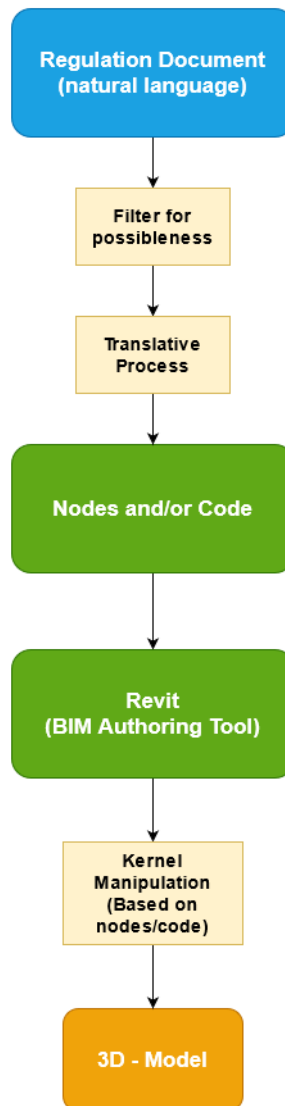 Regulation Document
(natural language)
Filter for
possibleness
Translative
Process
Nodes and/or Code
Revit
(BIM Authoring Tool)
Kernel
Manipulation
(Based on
nodes/code)
3D - Model